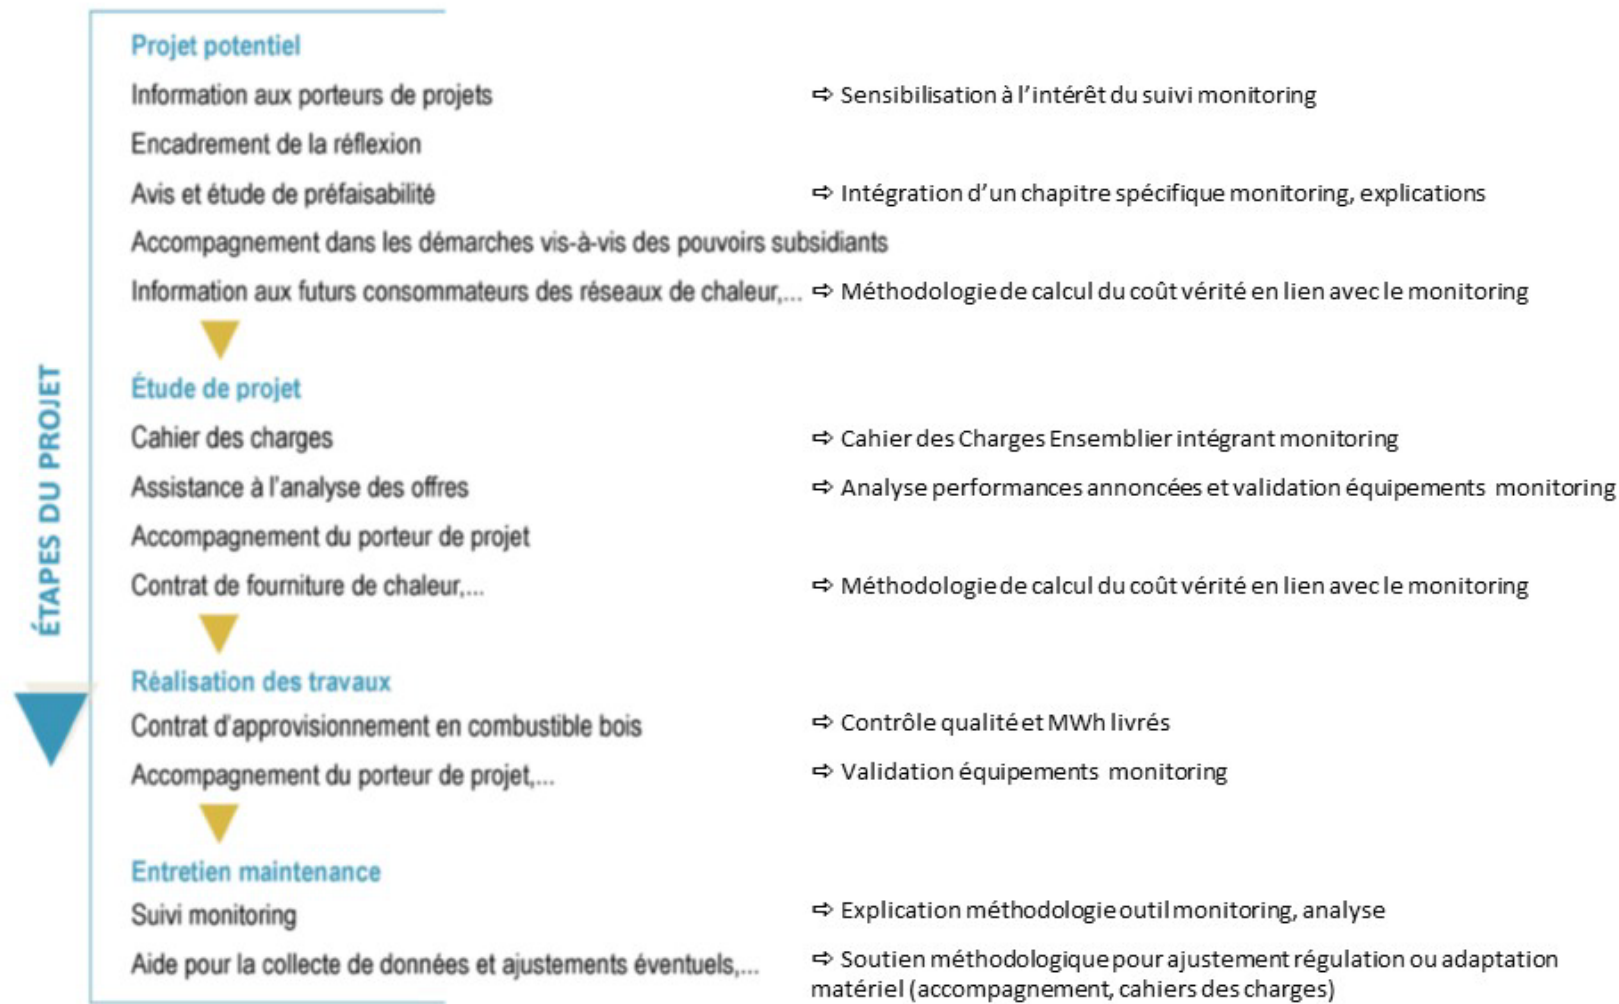 ÉTAPES DU PROJET
Projet potentiel
Information aux porteurs de projets ⇨ Sensibilisation à l'intérêt du suivi monitoring
Encadrement de la réflexion
Avis et étude de préfaisabilité ⇨ Intégration d'un chapitre spécifique monitoring, explications
Accompagnement dans les démarches vis-à-vis des pouvoirs subsidiants
Information aux futurs consommateurs des réseaux de chaleur,... ⇨ Méthodologie de calcul du coût vérité en lien avec le monitoring
Étude de projet
Cahier des charges ⇨ Cahier des Charges Ensemblier intégrant monitoring
Assistance à l'analyse des offres ⇨ Analyse performances annoncées et validation équipements monitoring
Accompagnement du porteur de projet
Contrat de fourniture de chaleur,... ⇨ Méthodologie de calcul du coût vérité en lien avec le monitoring
Réalisation des travaux
Contrat d'approvisionnement en combustible bois ⇨ Contrôle qualité et MWh livrés
Accompagnement du porteur de projet,... ⇨ Validation équipements monitoring
Entretien maintenance
Suivi monitoring ⇨ Explication méthodologie outil monitoring, analyse
Aide pour la collecte de données et ajustements éventuels,... ⇨ Soutien méthodologique pour ajustement régulation ou adaptation
matériel (accompagnement, cahiers des charges)